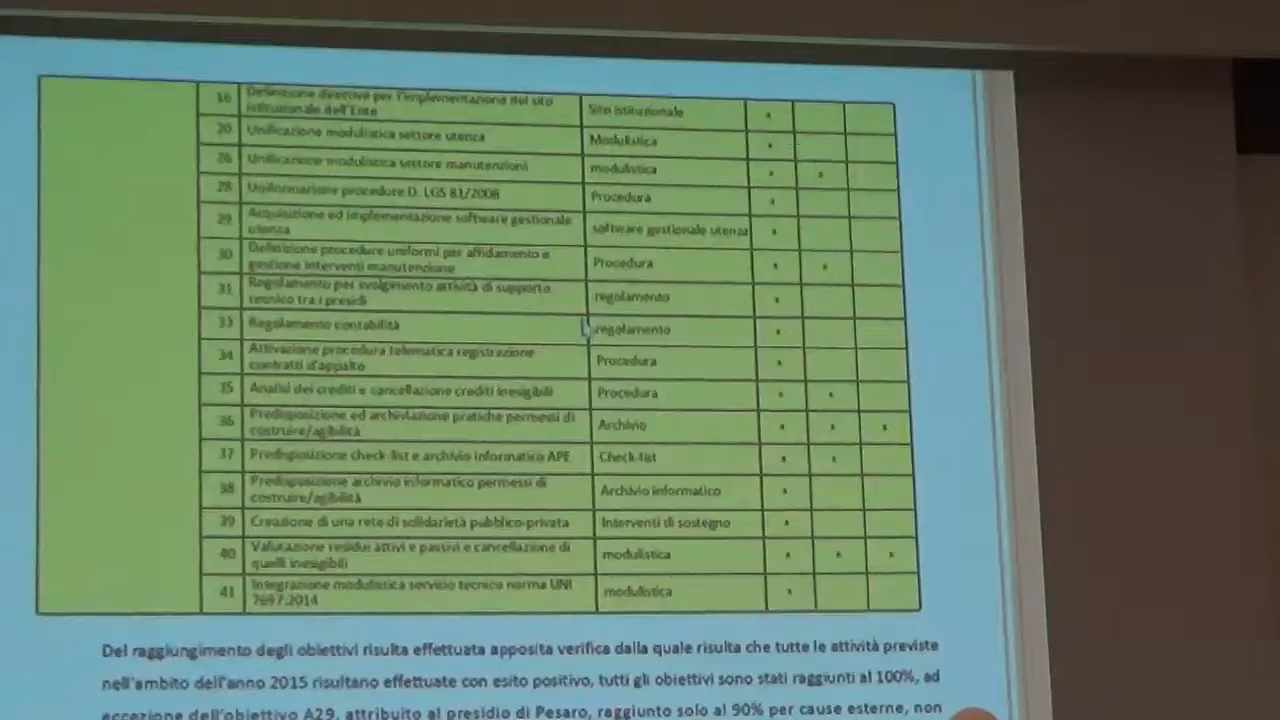 16 Definizione direttive per l'implementazione del sito
istituzionale dell'Ente Sito istituzionale x
20 Unificazione modulistica settore utenza Modulistica x
26 Unificazione modulistica settore manutenzioni modulistica x x
28 Uniformazione procedure D. LGS 81/2008 Procedura x
29 Acquisizione ed implementazione software gestionale
utenza software gestionale utenza x
30 Definizione procedure uniformi per affidamento e
gestione interventi manutenzione Procedura x x
31 Regolamento per svolgimento attività di supporto
tecnico tra i presidi regolamento x
33 Regolamento contabilità regolamento x
34 Attivazione procedura telematica registrazione
contratti d'appalto Procedura x
35 Analisi dei crediti e cancellazione crediti inesigibili Procedura x x
36 Predisposizione ed archiviazione pratiche permessi di
costruire/agibilità Archivio x x x
37 Predisposizione check-list e archivio informatico APE Check-list x x
38 Predisposizione archivio informatico permessi di
costruire/agibilità Archivio informatico x
39 Creazione di una rete di solidarietà pubblico-privata Interventi di sostegno x
40 Valutazione residui attivi e passivi e cancellazione di
quelli inesigibili modulistica x x x
41 Integrazione modulistica servizio tecnico norma UNI
7697:2014 modulistica x
Del raggiungimento degli obiettivi risulta effettuata apposita verifica dalla quale risulta che tutte le attività previste
nell'ambito dell'anno 2015 risultano effettuate con esito positivo, tutti gli obiettivi sono stati raggiunti al 100%, ad
eccezione dell'obiettivo A29, attribuito al presidio di Pesaro, raggiunto solo al 90% per cause esterne, non